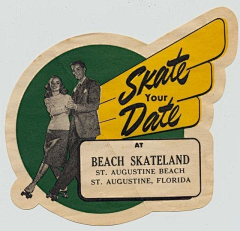 Skate
Your
Date
AT
BEACH SKATELAND
ST. AUGUSTINE BEACH
ST. AUGUSTINE, FLORIDA